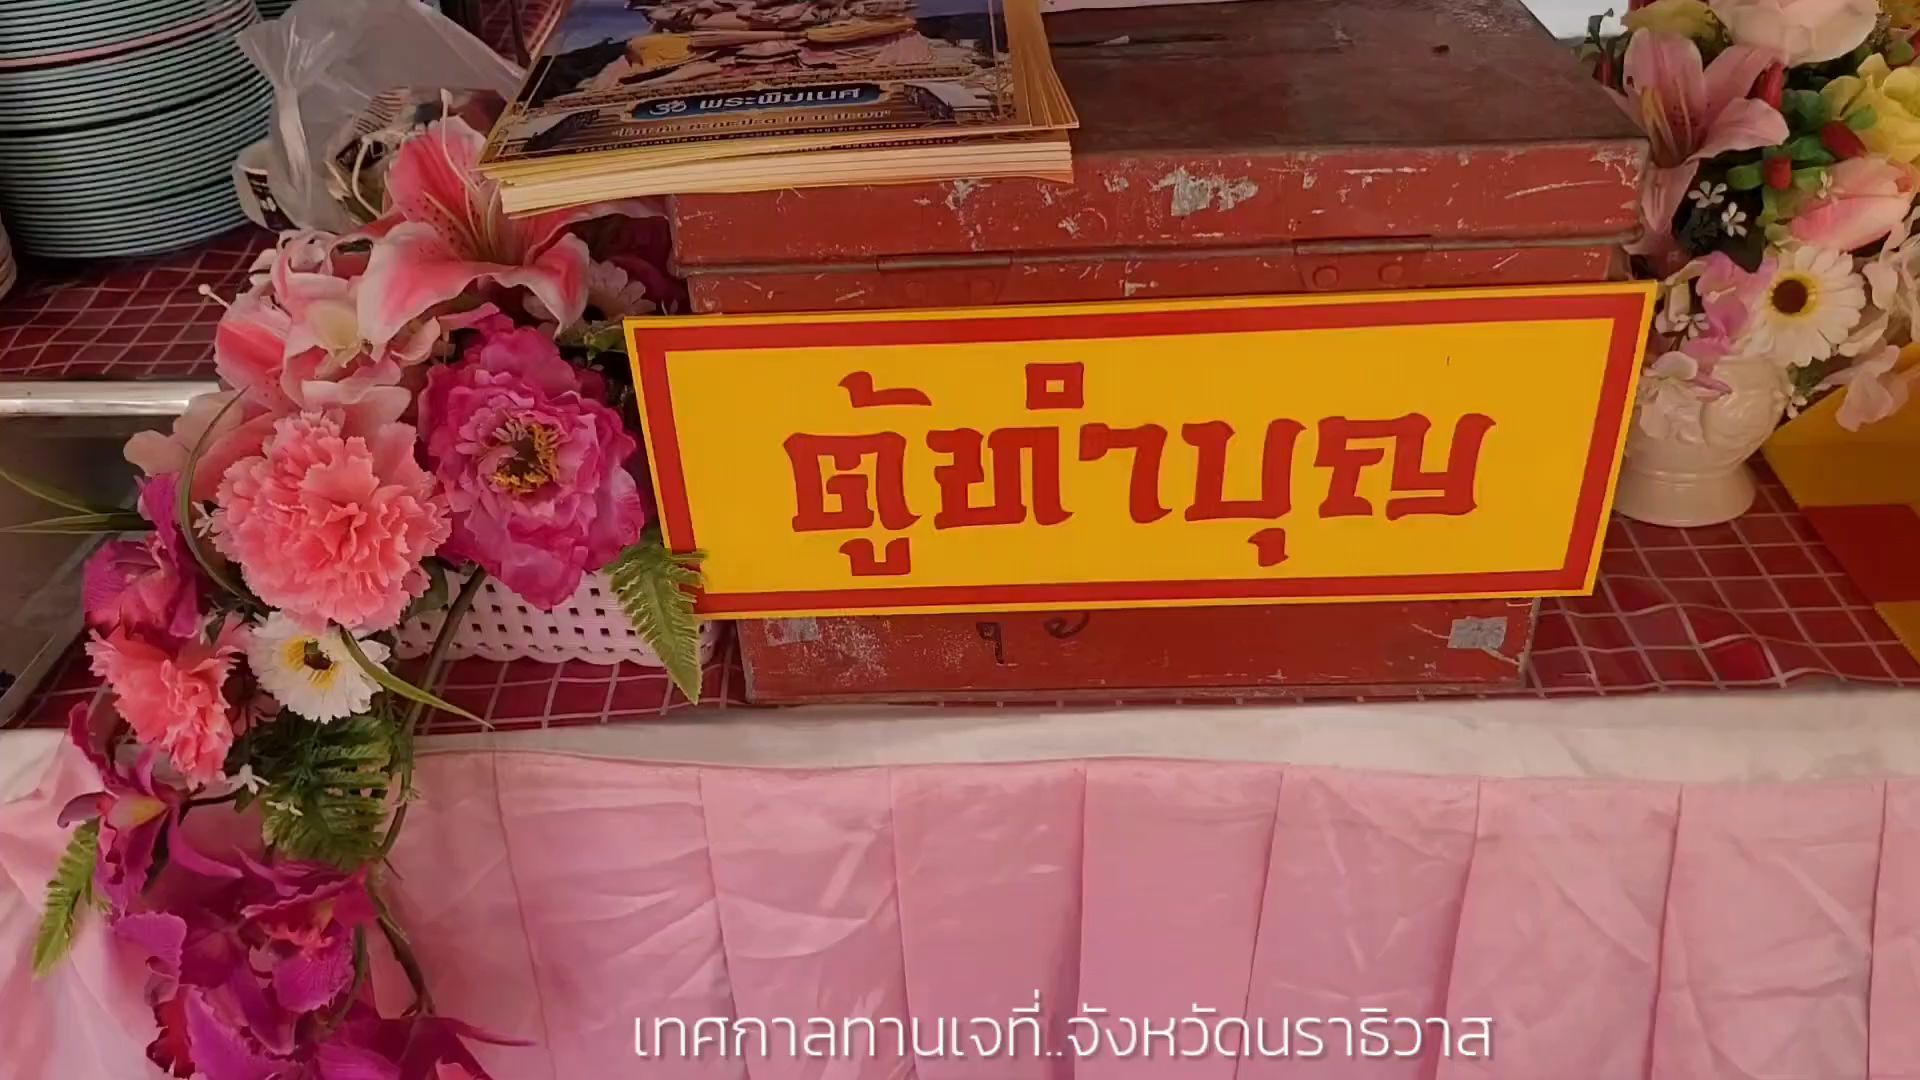 ॐ พระพิฆเนศ
ตู้ทำบุญ
เทศกาลทานเจที่..จังหวัดนราธิวาส